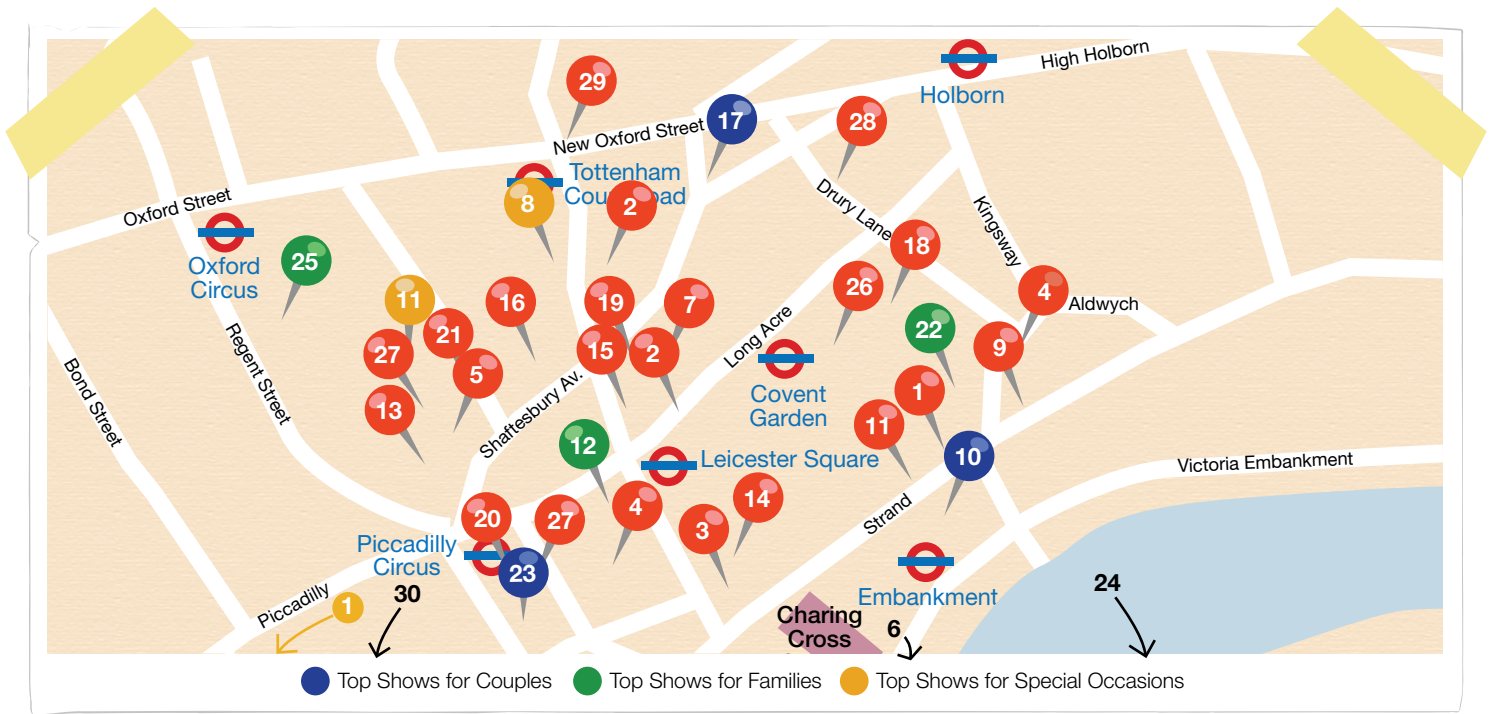 High Holborn
Holborn
29
17
28
New Oxford Street
Tottenham
Cou oad
8
2
Drury Lane
Kingsway
Oxford Street
Oxford
Circus
25
18
11
16
19
7
26
4
Aldwych
21
27
5
15
2
Long Acre
22
9
Regent Street
Bond Street
13
Shaftesbury Av.
Covent
Garden
1
11
12
Leicester Square
10
Victoria Embankment
20
27
4
3
14
Strand
Piccadilly
Circus
23
Piccadilly
1
30
Embankment
24
Charing
Cross
6
Top Shows for Couples
Top Shows for Families
Top Shows for Special Occasions